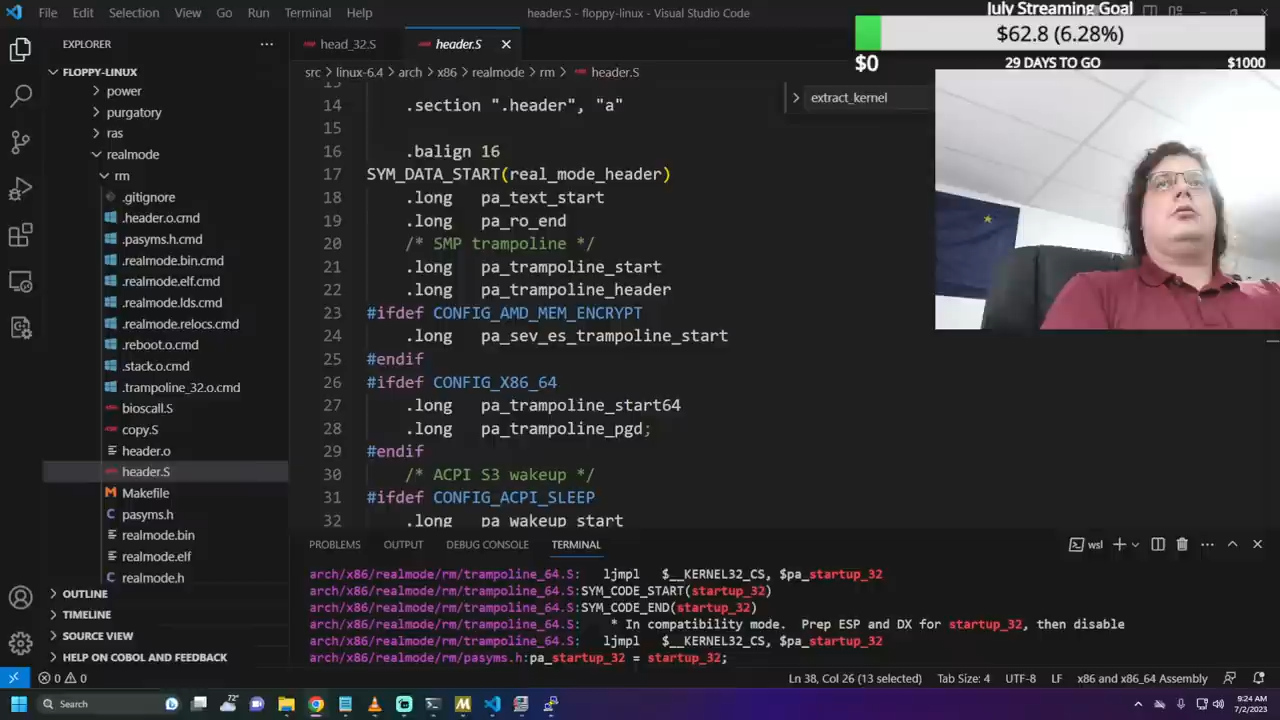 File Edit Selection View Go Run Terminal Help
header.S - floppy-linux - Visual Studio Code
July Streaming Goal
$62.8 (6.28%)
$0 29 DAYS TO GO $1000
EXPLORER
FLOPPY-LINUX
power
purgatory
ras
realmode
rm
.gitignore
.header.o.cmd
.pasyms.h.cmd
.realmode.bin.cmd
.realmode.elf.cmd
.realmode.lds.cmd
.realmode.relocs.cmd
.reboot.o.cmd
.stack.o.cmd
.trampoline_32.o.cmd
bioscall.S
copy.S
header.o
header.S
Makefile
pasyms.h
realmode.bin
realmode.elf
realmode.h
OUTLINE
TIMELINE
SOURCE VIEW
HELP ON COBOL AND FEEDBACK
head_32.S header.S
src > linux-6.4 > arch > x86 > realmode > rm > header.S
extract_kernel
13
14 .section ".header", "a"
15
16 .balign 16
17 SYM_DATA_START(real_mode_header)
18 .long pa_text_start
19 .long pa_ro_end
20 /* SMP trampoline */
21 .long pa_trampoline_start
22 .long pa_trampoline_header
23 #ifdef CONFIG_AMD_MEM_ENCRYPT
24 .long pa_sev_es_trampoline_start
25 #endif
26 #ifdef CONFIG_X86_64
27 .long pa_trampoline_start64
28 .long pa_trampoline_pgd;
29 #endif
30 /* ACPI S3 wakeup */
31 #ifdef CONFIG_ACPI_SLEEP
32 .long pa_wakeup_start
PROBLEMS OUTPUT DEBUG CONSOLE TERMINAL
wsl
arch/x86/realmode/rm/trampoline_64.S: ljmpl $__KERNEL32_CS, $pa_startup_32
arch/x86/realmode/rm/trampoline_64.S:SYM_CODE_START(startup_32)
arch/x86/realmode/rm/trampoline_64.S:SYM_CODE_END(startup_32)
arch/x86/realmode/rm/trampoline_64.S: * In compatibility mode. Prep ESP and DX for startup_32, then disable
arch/x86/realmode/rm/trampoline_64.S: ljmpl $__KERNEL32_CS, $pa_startup_32
arch/x86/realmode/rm/pasyms.h:pa_startup_32 = startup_32;
0 0
Ln 38, Col 26 (13 selected) Tab Size: 4 UTF-8 LF x86 and x86_64 Assembly
Search
72°
9:24 AM
7/2/2023